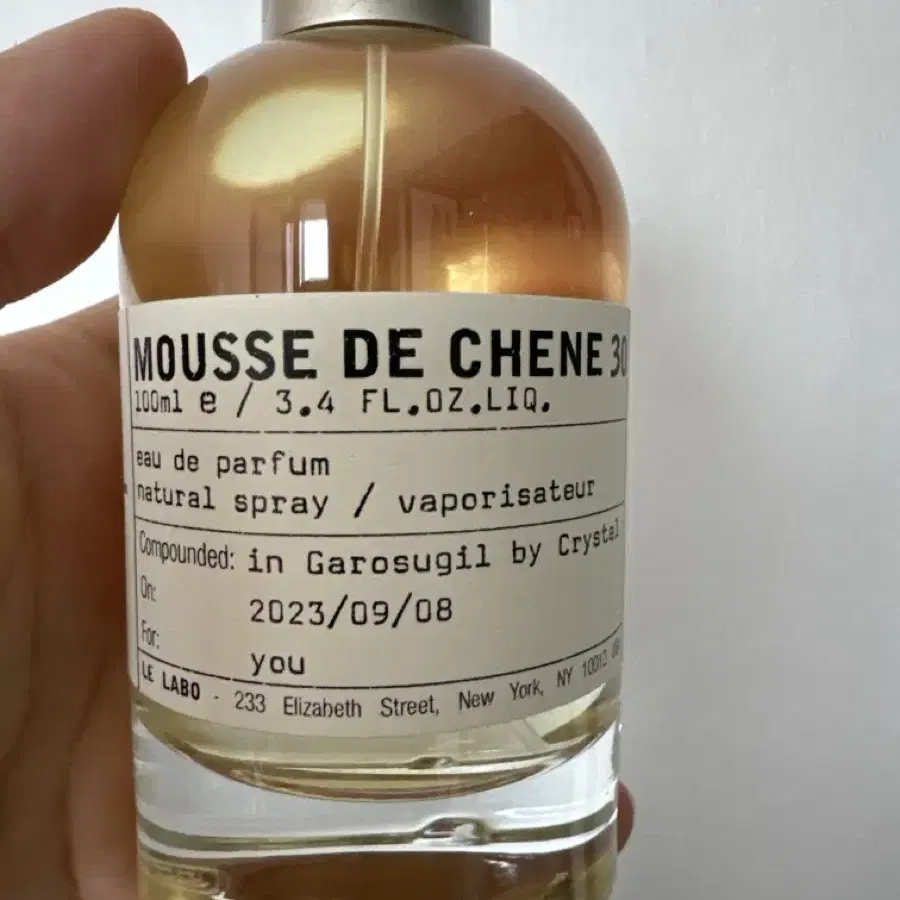 MOUSSE DE CHENE 30
100ml e / 3.4 FL.OZ.LIQ.
eau de parfum
natural spray / vaporisateur
Compounded: in Garosugil by Crystal
On: 2023/09/08
For: you
LE LABO - 233 Elizabeth Street, New York, NY 10012